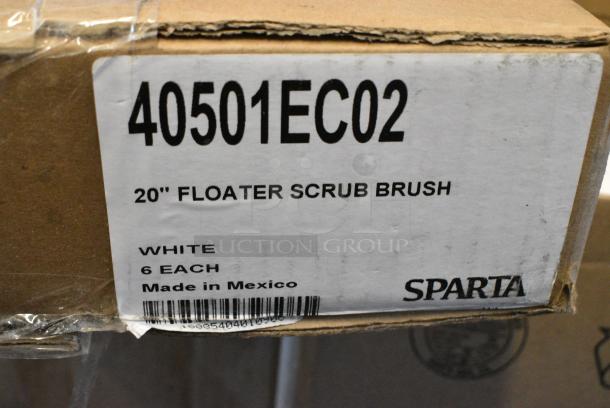 40501EC02
20" FLOATER SCRUB BRUSH
WHITE
AUCTION GROUP
6 EACH
Made in Mexico
SPARTA